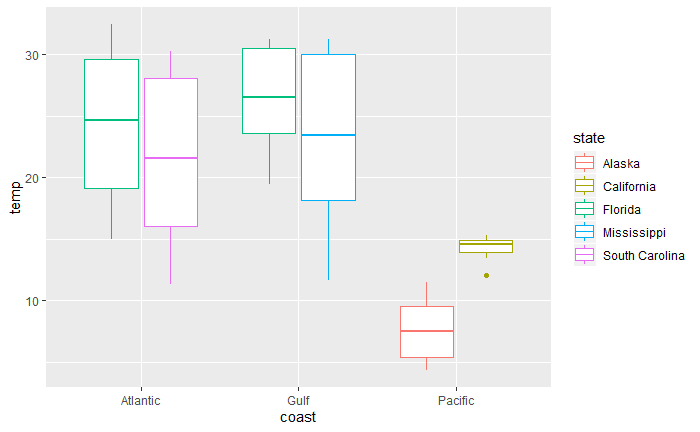 temp
30
20
10
Atlantic
Gulf
Pacific
coast
state
Alaska
California
Florida
Mississippi
South Carolina